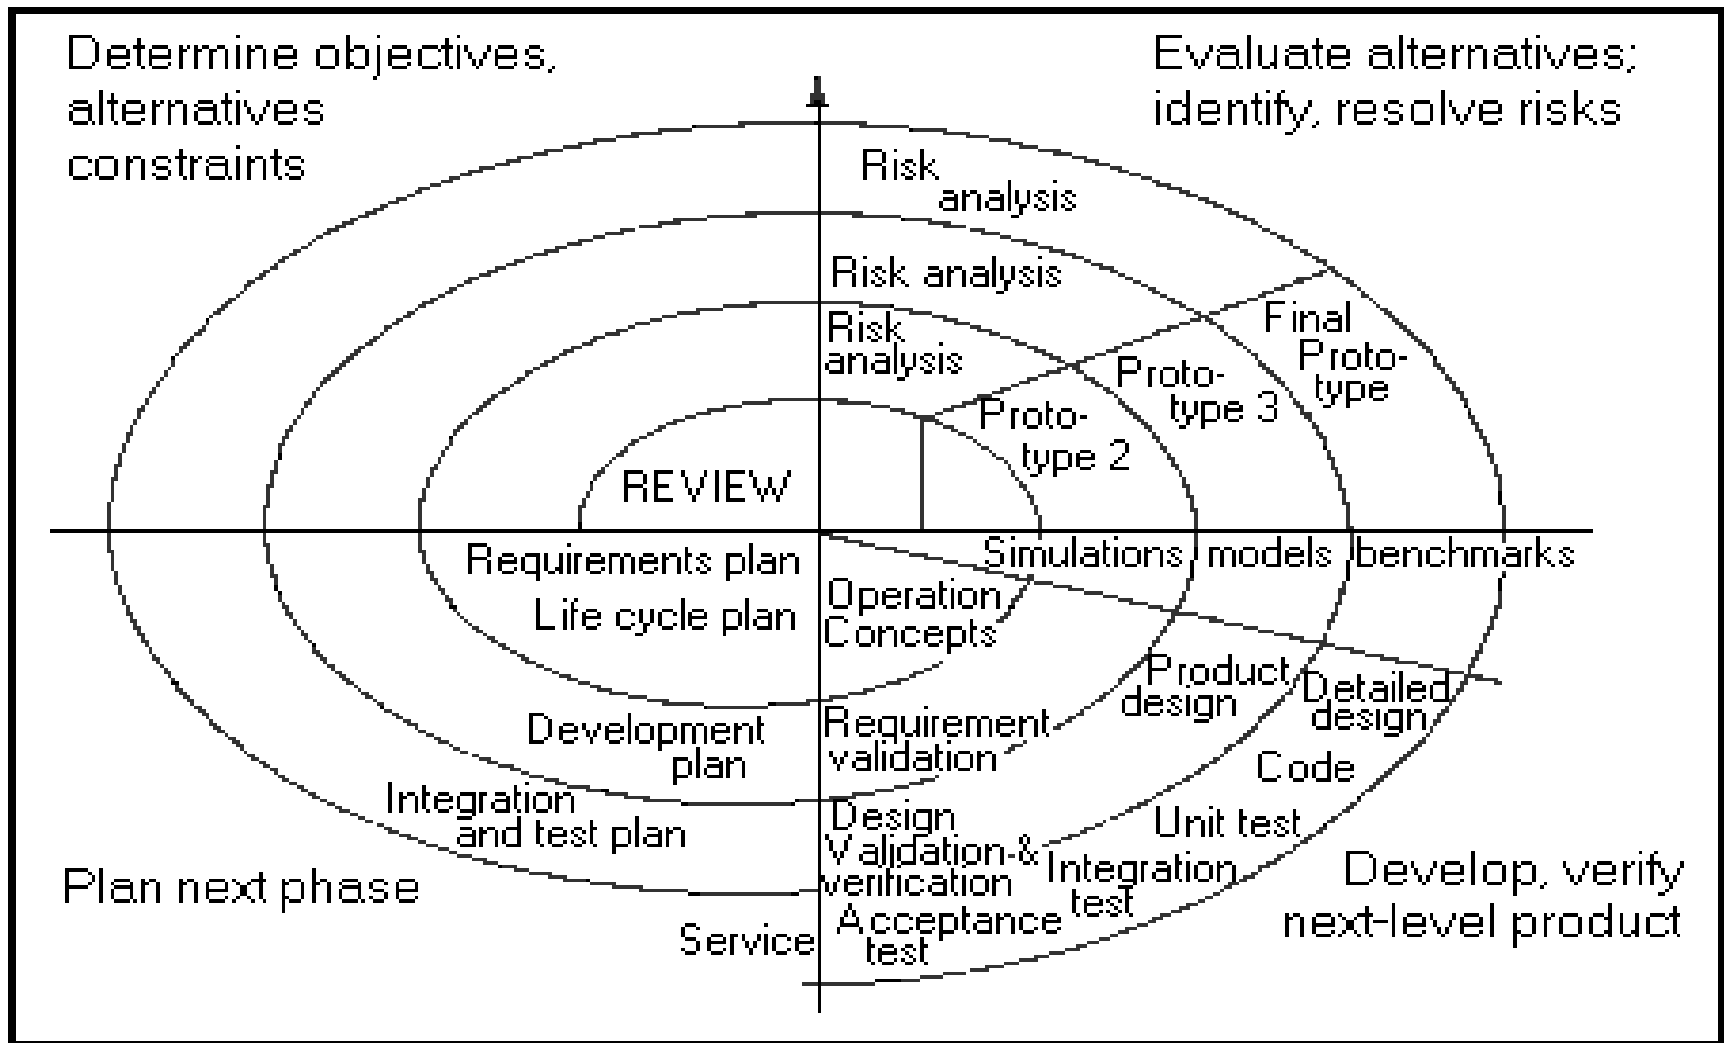 Determine objectives,
alternatives
constraints
Evaluate alternatives;
identify, resolve risks
Risk
analysis
Risk analysis
Risk
analysis
Final
Proto-
type
Proto-
type 3
Proto-
type 2
REVIEW
Requirements plan
Life cycle plan
Simulations models benchmarks
Operation
Concepts
Product
design
Detailed
design
Development
plan
Requirement
validation
Code
Integration
and test plan
Design
Validation-&
verification
Unit test
Integration
test
Acceptance
test
Service
Plan next phase
Develop, verify
next-level product